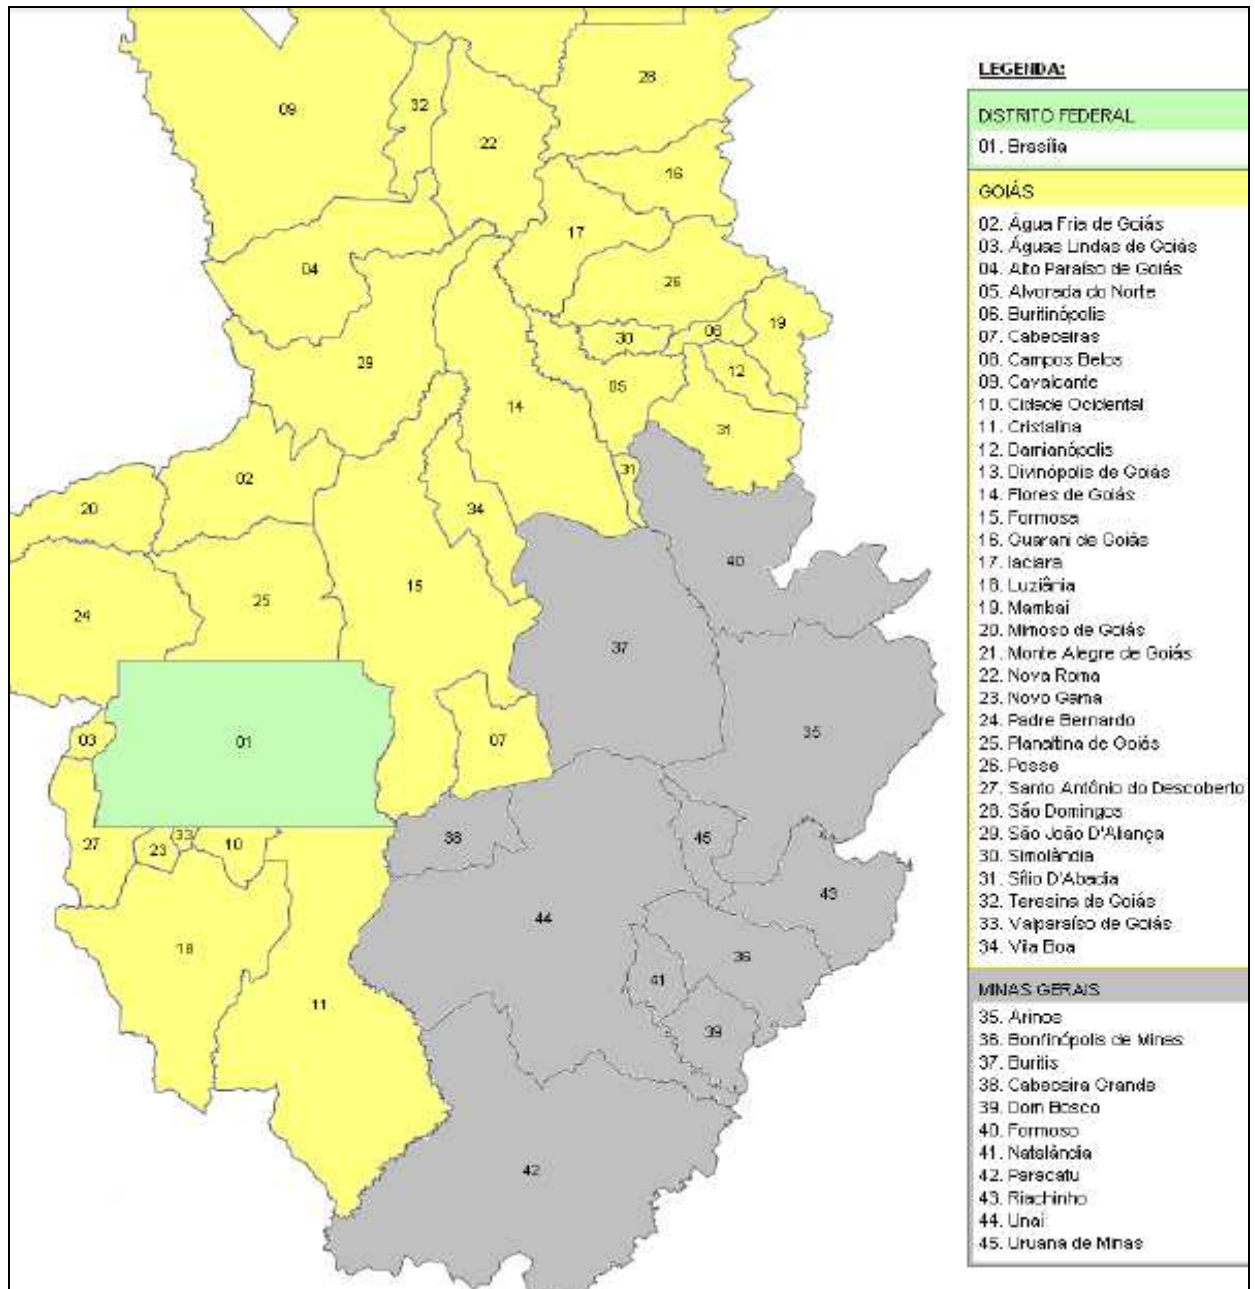 28
32
09
22
16
17
04
26
30
06
19
29
12
05
14
31
31
02
20
34
40
15
25
24
37
35
03
01
07
38
45
27
23
33
10
43
44
18
36
41
11
39
42
LEGENDA:
DISTRITO FEDERAL
01. Brasília
GOIÁS
02. Água Fria de Goiás
03. Águas Lindas de Goiás
04. Alto Paraíso de Goiás
05. Alvorada do Norte
06. Buritinópolis
07. Cabeceiras
08. Campos Belos
09. Cavalcante
10. Cidade Ocidental
11. Cristalina
12. Damianópolis
13. Divinópolis de Goiás
14. Flores de Goiás
15. Formosa
16. Guarani de Goiás
17. Iaciara
18. Luziânia
19. Mambaí
20. Mimoso de Goiás
21. Monte Alegre de Goiás
22. Nova Roma
23. Novo Gama
24. Padre Bernardo
25. Planaltina de Goiás
26. Posse
27. Santo Antônio do Descoberto
28. São Domingos
29. São João D'Aliança
30. Simolândia
31. Sítio D'Abadia
32. Teresina de Goiás
33. Valparaíso de Goiás
34. Vila Boa
MINAS GERAIS
35. Arinos
36. Bonfinópolis de Minas
37. Buritis
38. Cabeceira Grande
39. Dom Bosco
40. Formoso
41. Natalândia
42. Paracatu
43. Riachinho
44. Unaí
45. Uruana de Minas